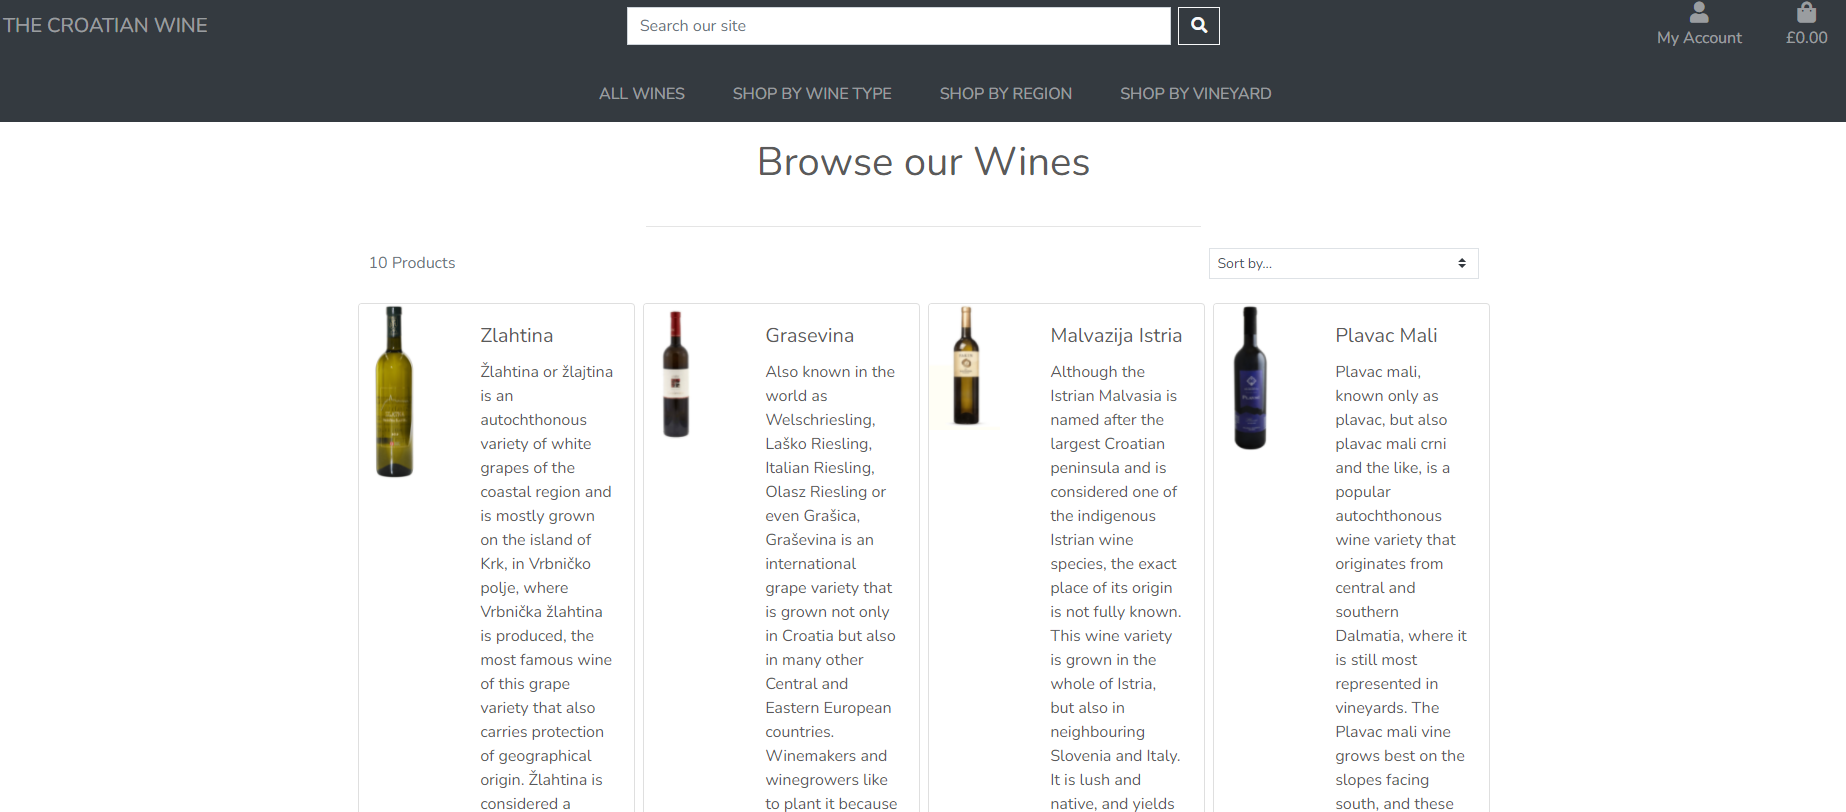 THE CROATIAN WINE
Search our site
My Account
£0.00
ALL WINES
SHOP BY WINE TYPE
SHOP BY REGION
SHOP BY VINEYARD
Browse our Wines
10 Products
Sort by...
Zlahtina
Žlahtina or žlajtina
is an
autochthonous
variety of white
grapes of the
coastal region and
is mostly grown
on the island of
Krk, in Vrbničko
polje, where
Vrbnička žlahtina
is produced, the
most famous wine
of this grape
variety that also
carries protection
of geographical
origin. Žlahtina is
considered a
Grasevina
Also known in the
world as
Welschriesling,
Laško Riesling,
Italian Riesling,
Olasz Riesling or
even Grašica,
Graševina is an
international
grape variety that
is grown not only
in Croatia but also
in many other
Central and
Eastern European
countries.
Winemakers and
winegrowers like
to plant it because
Malvazija Istria
Although the
Istrian Malvasia is
named after the
largest Croatian
peninsula and is
considered one of
the indigenous
Istrian wine
species, the exact
place of its origin
is not fully known.
This wine variety
is grown in the
whole of Istria,
but also in
neighbouring
Slovenia and Italy.
It is lush and
native, and yields
Plavac Mali
Plavac mali,
known only as
plavac, but also
plavac mali crni
and the like, is a
popular
autochthonous
wine variety that
originates from
central and
southern
Dalmatia, where it
is still most
represented in
vineyards. The
Plavac mali vine
grows best on the
slopes facing
south, and these